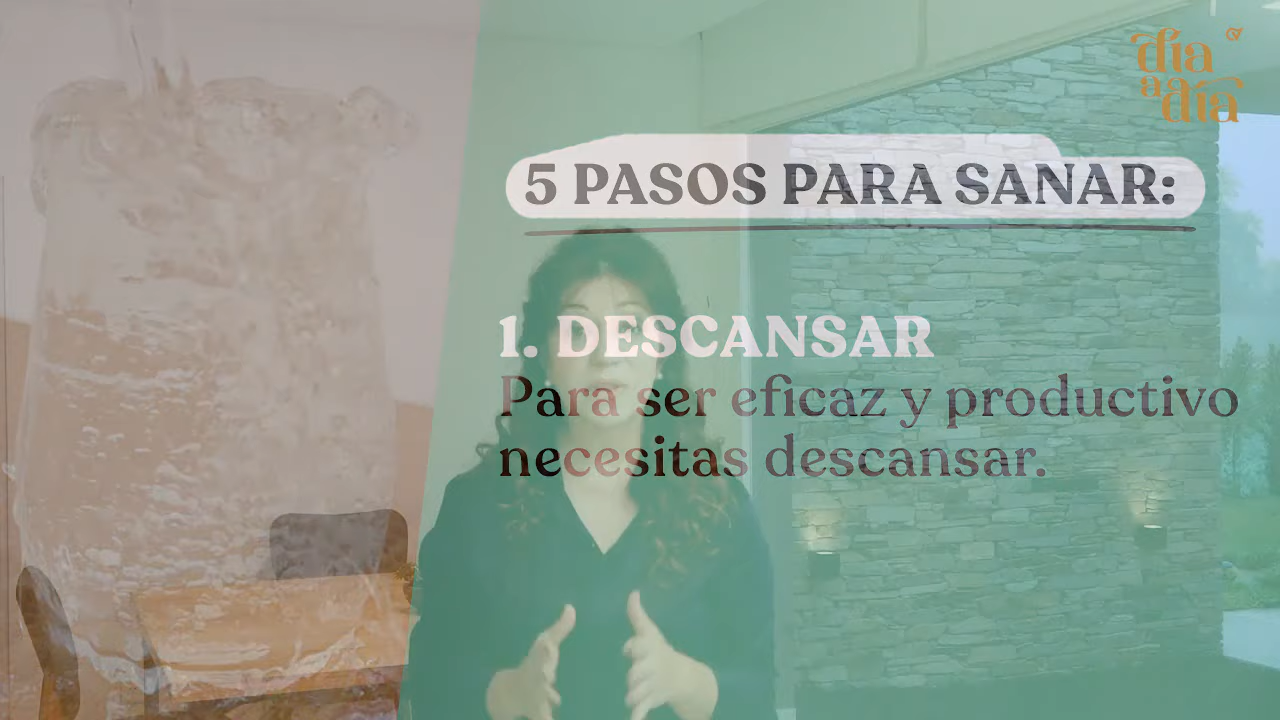 día
a
día
5 PASOS PARA SANAR:
1. DESCANSAR
Para ser eficaz y productivo
necesitas descansar.